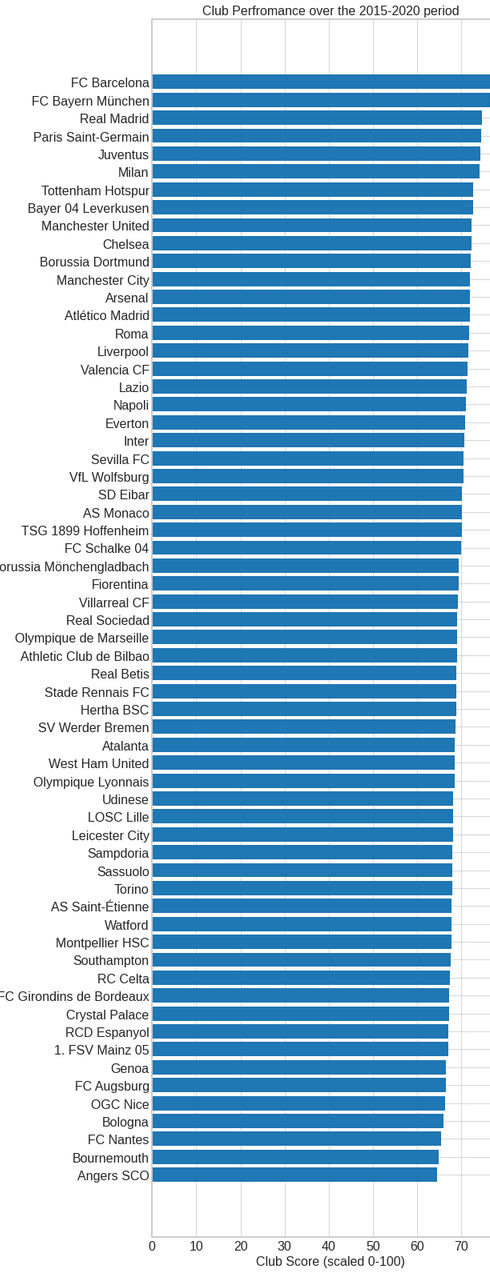 Club Perfromance over the 2015-2020 period
FC Barcelona
FC Bayern München
Real Madrid
Paris Saint-Germain
Juventus
Milan
Tottenham Hotspur
Bayer 04 Leverkusen
Manchester United
Chelsea
Borussia Dortmund
Manchester City
Arsenal
Atlético Madrid
Roma
Liverpool
Valencia CF
Lazio
Napoli
Everton
Inter
Sevilla FC
VfL Wolfsburg
SD Eibar
AS Monaco
TSG 1899 Hoffenheim
FC Schalke 04
orussia Mönchengladbach
Fiorentina
Villarreal CF
Real Sociedad
Olympique de Marseille
Athletic Club de Bilbao
Real Betis
Stade Rennais FC
Hertha BSC
SV Werder Bremen
Atalanta
West Ham United
Olympique Lyonnais
Udinese
LOSC Lille
Leicester City
Sampdoria
Sassuolo
Torino
AS Saint-Étienne
Watford
Montpellier HSC
Southampton
RC Celta
FC Girondins de Bordeaux
Crystal Palace
RCD Espanyol
1. FSV Mainz 05
Genoa
FC Augsburg
OGC Nice
Bologna
FC Nantes
Bournemouth
Angers SCO
0 10 20 30 40 50 60 70
Club Score (scaled 0-100)